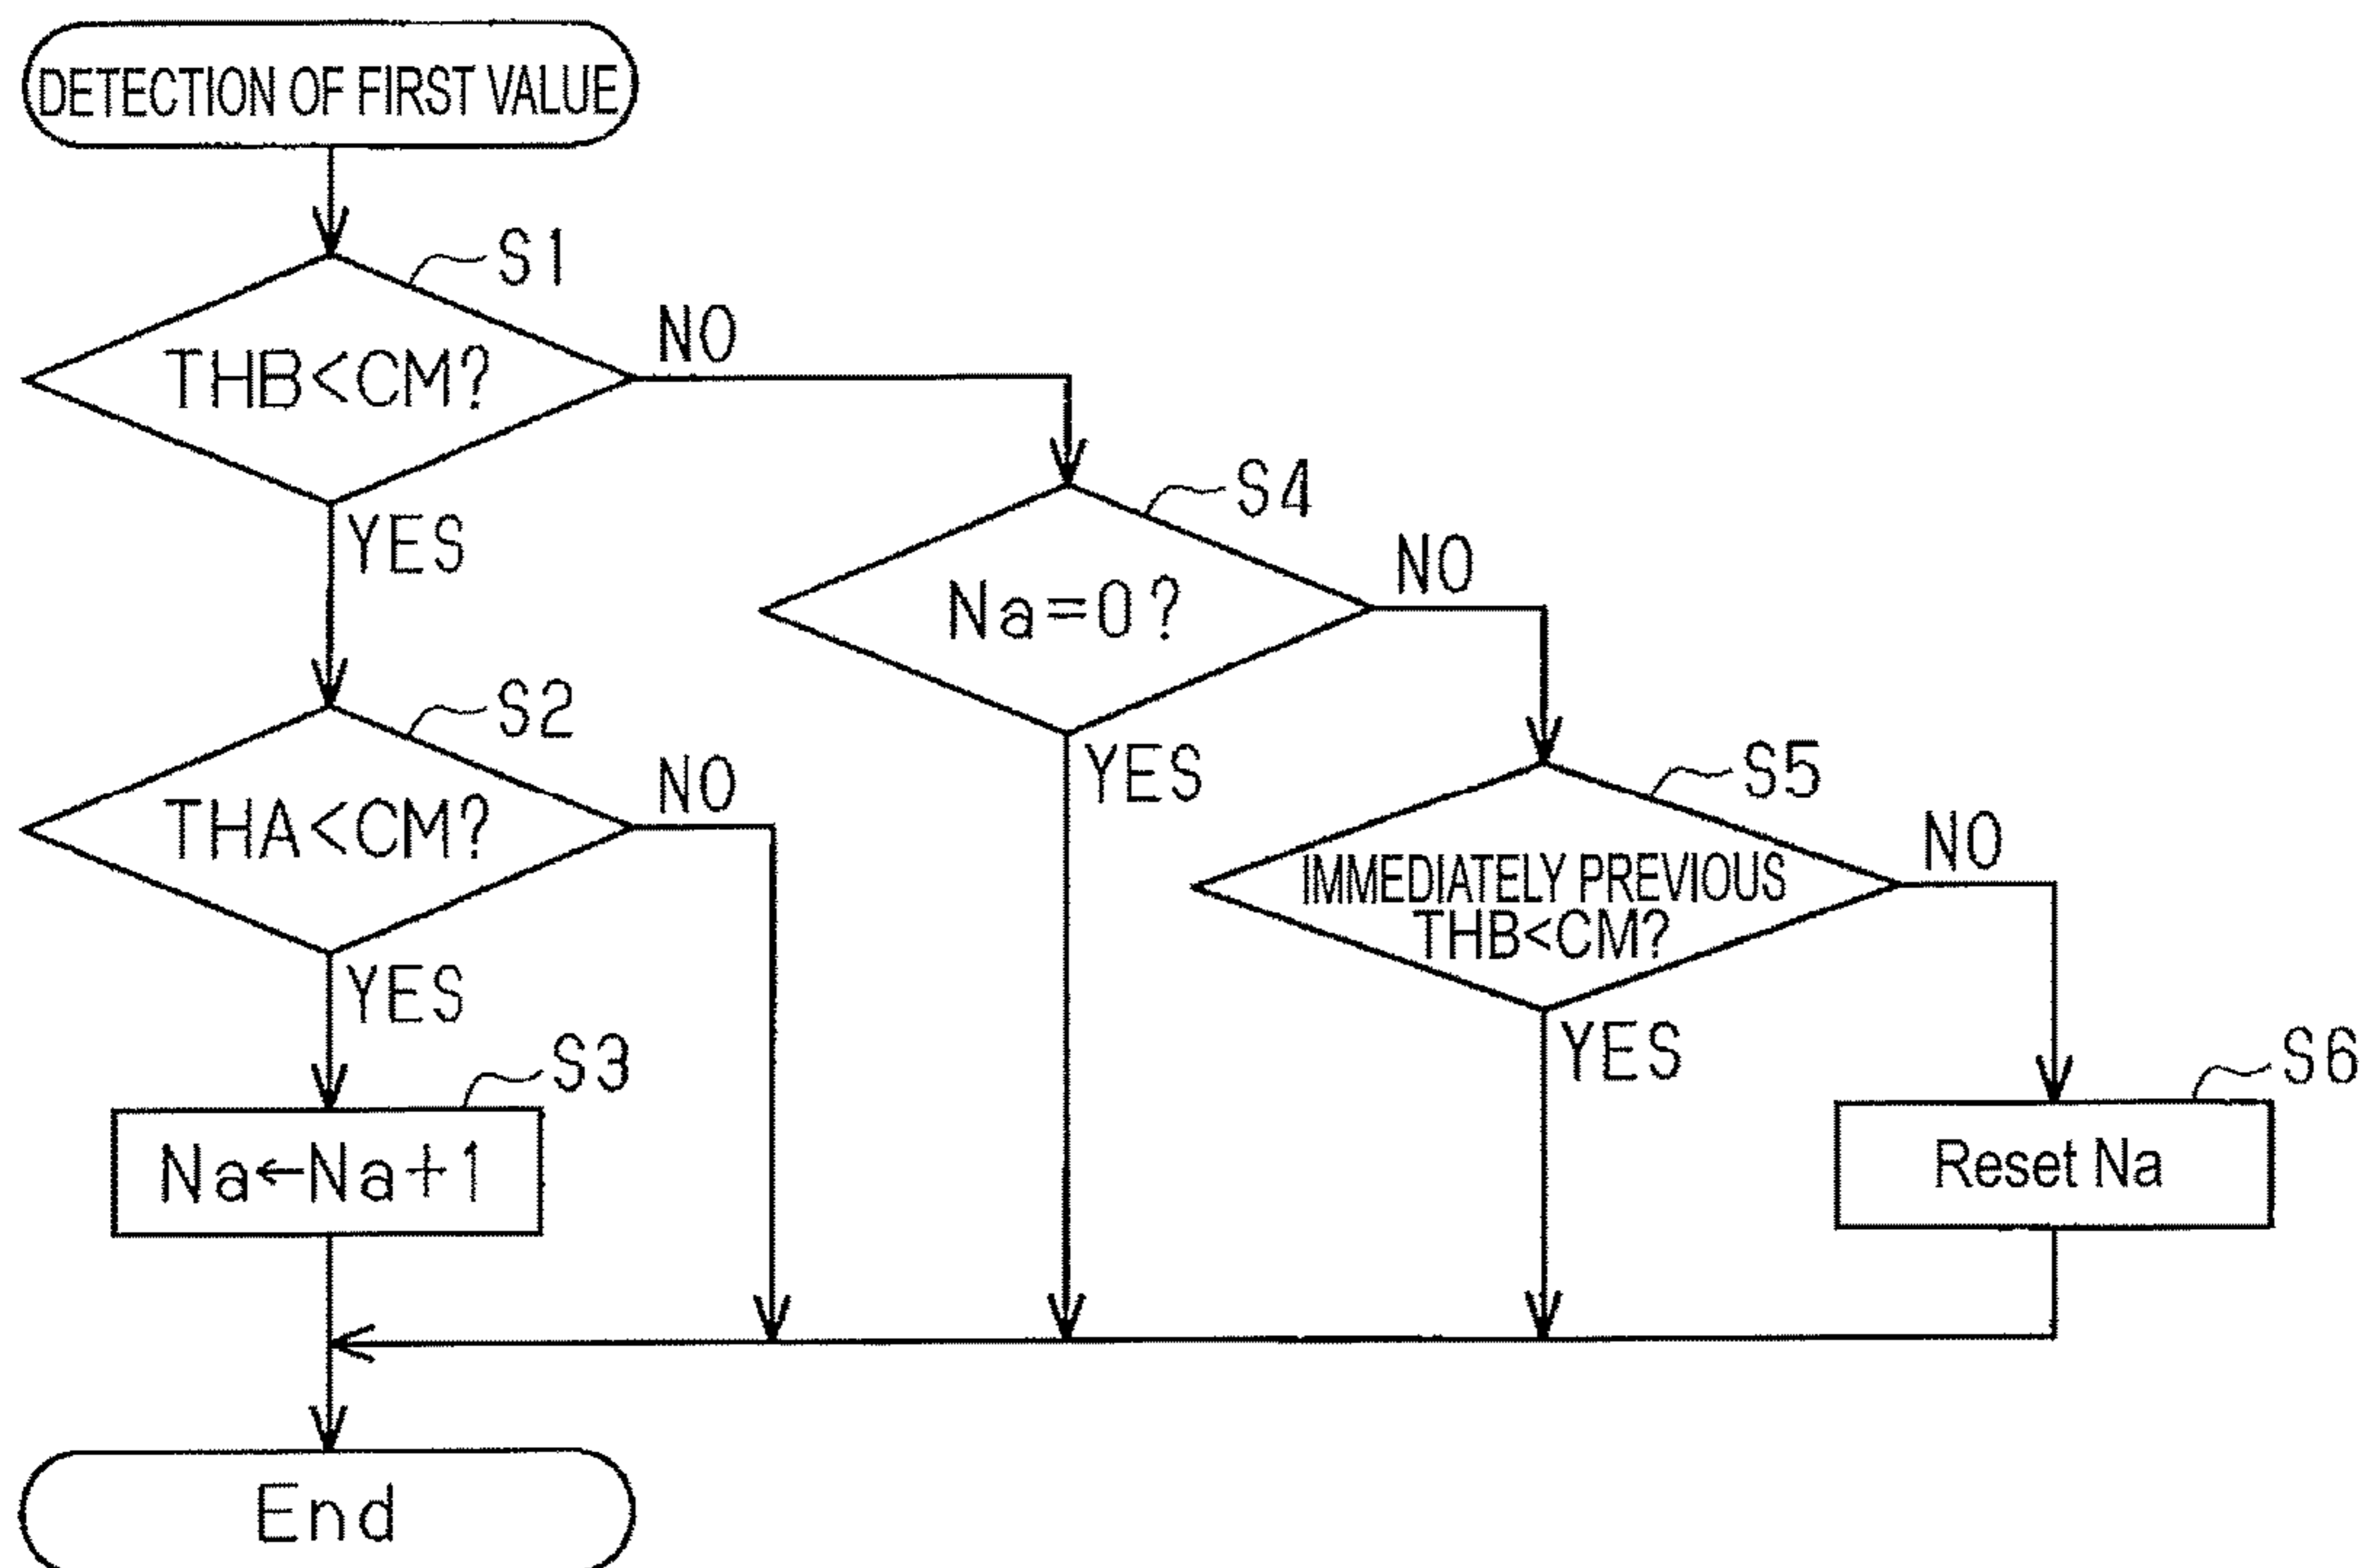 DETECTION OF FIRST VALUE
S1
THB<CM?
NO
YES
S4
Na=0?
NO
YES
S2
THA<CM?
NO
YES
S5
IMMEDIATELY PREVIOUS
THB<CM?
NO
YES
S3
Na←Na+1
S6
Reset Na
End